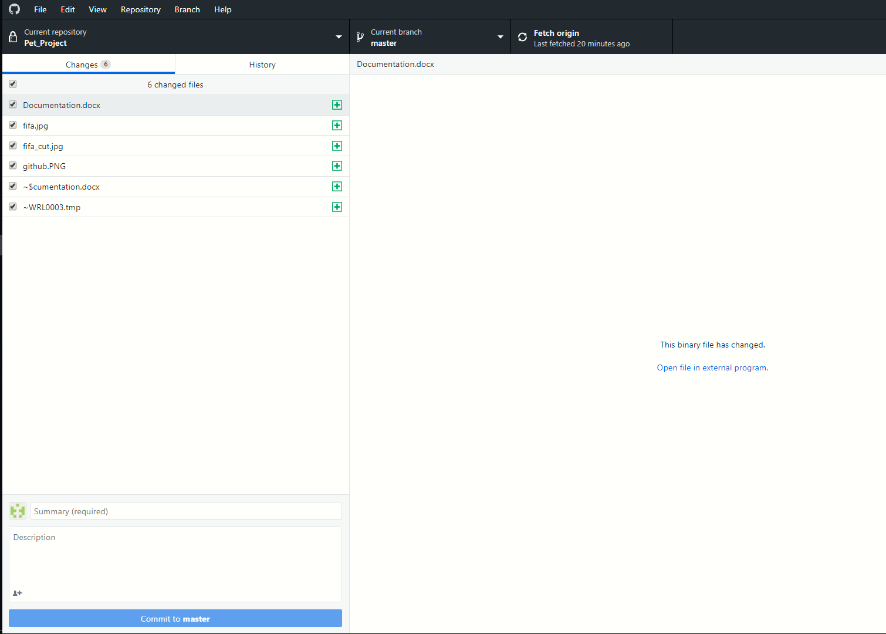 File Edit View Repository Branch Help
Current repository
Pet_Project
Current branch
master
Fetch origin
Last fetched 20 minutes ago
Changes 6
History
Documentation.docx
6 changed files
Documentation.docx
fifa.jpg
fifa_cut.jpg
github.PNG
~$cumentation.docx
~WRL0003.tmp
This binary file has changed.
Open file in external program.
Summary (required)
Description
Commit to master